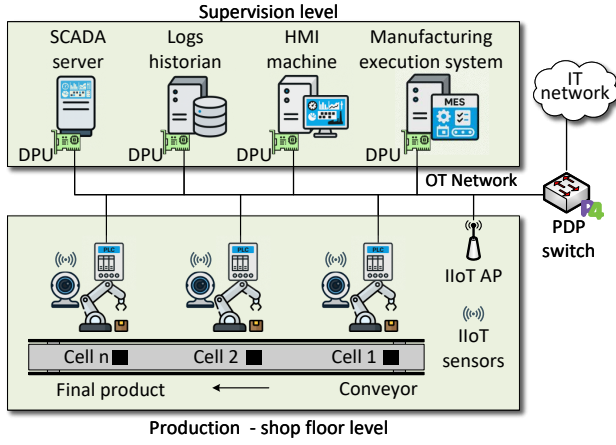 Supervision level
SCADA server
Logs historian
HMI machine
Manufacturing execution system
MES
DPU
DPU
DPU
DPU
IT network
OT Network
P4
PDP switch
PLC
PLC
PLC
IIoT AP
IIoT sensors
Cell n
Cell 2
Cell 1
Final product
Conveyor
Production - shop floor level